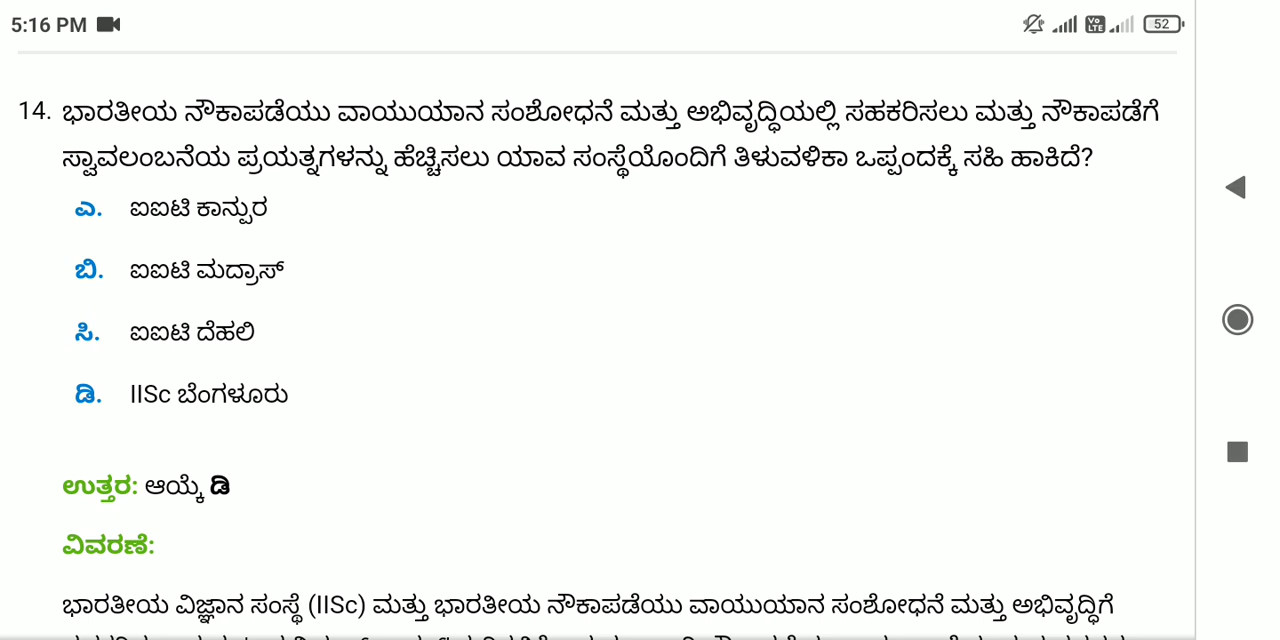 5:16 PM
Vo LTE
52
14. ಭಾರತೀಯ ನೌಕಾಪಡೆಯು ವಾಯುಯಾನ ಸಂಶೋಧನೆ ಮತ್ತು ಅಭಿವೃದ್ಧಿಯಲ್ಲಿ ಸಹಕರಿಸಲು ಮತ್ತು ನೌಕಾಪಡೆಗೆ
ಸ್ವಾವಲಂಬನೆಯ ಪ್ರಯತ್ನಗಳನ್ನು ಹೆಚ್ಚಿಸಲು ಯಾವ ಸಂಸ್ಥೆಯೊಂದಿಗೆ ತಿಳುವಳಿಕಾ ಒಪ್ಪಂದಕ್ಕೆ ಸಹಿ ಹಾಕಿದೆ?
ಎ. ಐಐಟಿ ಕಾನ್ಪುರ
ಬಿ. ಐಐಟಿ ಮದ್ರಾಸ್
ಸಿ. ಐಐಟಿ ದೆಹಲಿ
ಡಿ. IISc ಬೆಂಗಳೂರು
ಉತ್ತರ: ಆಯ್ಕೆ ಡಿ
ವಿವರಣೆ:
ಭಾರತೀಯ ವಿಜ್ಞಾನ ಸಂಸ್ಥೆ (IISc) ಮತ್ತು ಭಾರತೀಯ ನೌಕಾಪಡೆಯು ವಾಯುಯಾನ ಸಂಶೋಧನೆ ಮತ್ತು ಅಭಿವೃದ್ಧಿಗೆ